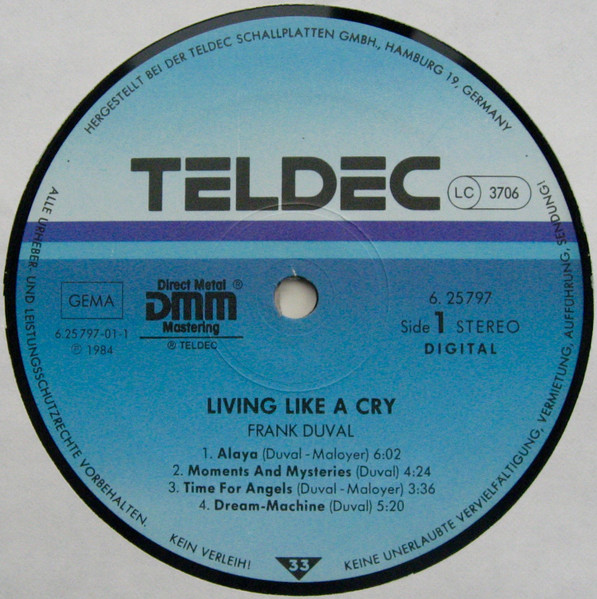 HERGESTELLT BEI DER TELDEC SCHALLPLATTEN GMBH., HAMBURG 19, GERMANY
TELDEC
LC 3706
GEMA
6.25797-01-1
℗ 1984
Direct Metal ®
DMM
Mastering
® TELDEC
6.25797
Side 1 STEREO
DIGITAL
LIVING LIKE A CRY
FRANK DUVAL
1. Alaya (Duval - Maloyer) 6:02
2. Moments And Mysteries (Duval) 4:24
3. Time For Angels (Duval - Maloyer) 3:36
4. Dream-Machine (Duval) 5:20
33
ALLE URHEBER- UND LEISTUNGSSCHUTZRECHTE VORBEHALTEN.
KEIN VERLEIH!
KEINE UNERLAUBTE VERVIELFÄLTIGUNG, VERMIETUNG, AUFFÜHRUNG, SENDUNG!